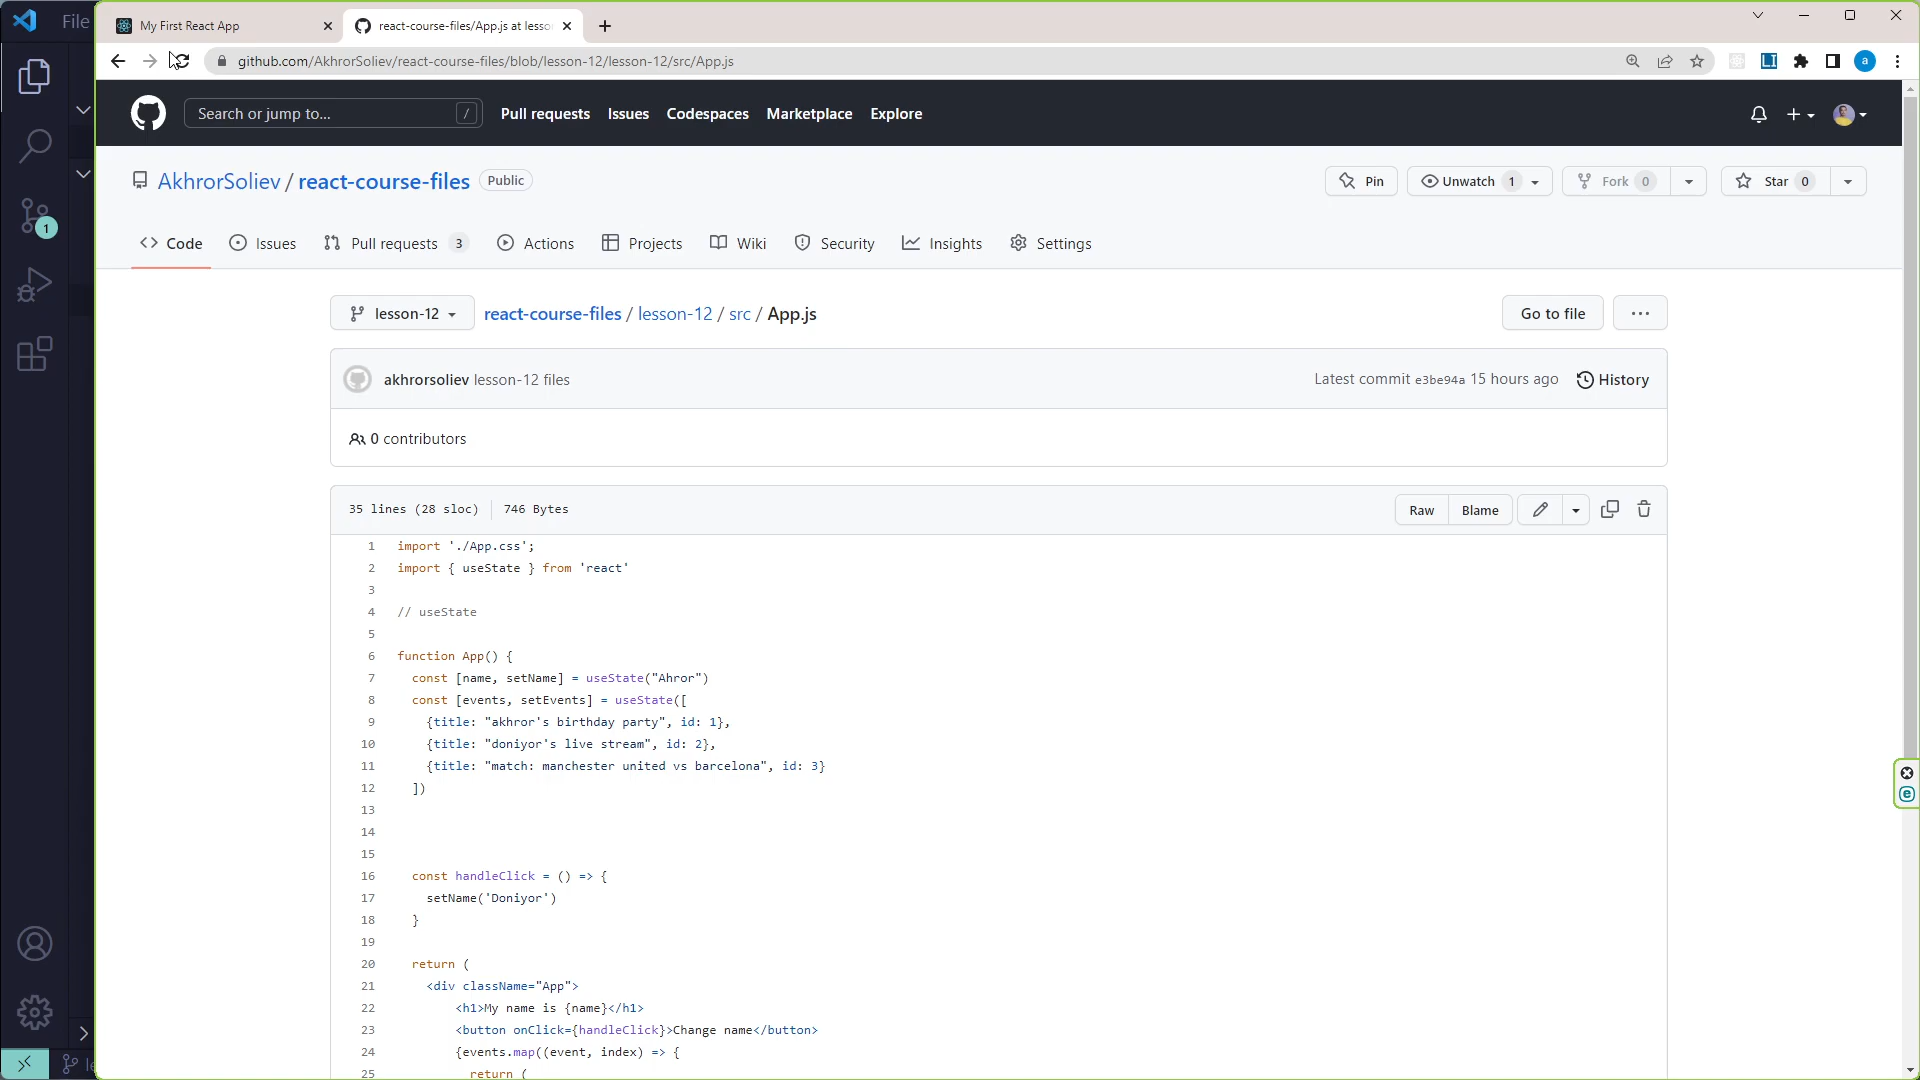 File
My First React App
react-course-files/App.js at lesso
github.com/AkhrorSoliev/react-course-files/blob/lesson-12/lesson-12/src/App.js
LI
a
Search or jump to...
/
Pull requests
Issues
Codespaces
Marketplace
Explore
AkhrorSoliev / react-course-files
Public
Pin
Unwatch 1
Fork 0
Star 0
1
Code
Issues
Pull requests 3
Actions
Projects
Wiki
Security
Insights
Settings
lesson-12
react-course-files / lesson-12 / src / App.js
Go to file
akhrorsoliev lesson-12 files
Latest commit e3be94a 15 hours ago
History
0 contributors
35 lines (28 sloc)
746 Bytes
Raw
Blame
1 import './App.css';
2 import { useState } from 'react'
3
4 // useState
5
6 function App() {
7 const [name, setName] = useState("Ahror")
8 const [events, setEvents] = useState([
9 {title: "akhror's birthday party", id: 1},
10 {title: "doniyor's live stream", id: 2},
11 {title: "match: manchester united vs barcelona", id: 3}
12 ])
13
14
15
16 const handleClick = () => {
17 setName('Doniyor')
18 }
19
20 return (
21 <div className="App">
22 <h1>My name is {name}</h1>
23 <button onClick={handleClick}>Change name</button>
24 {events.map((event, index) => {
25 return (
le